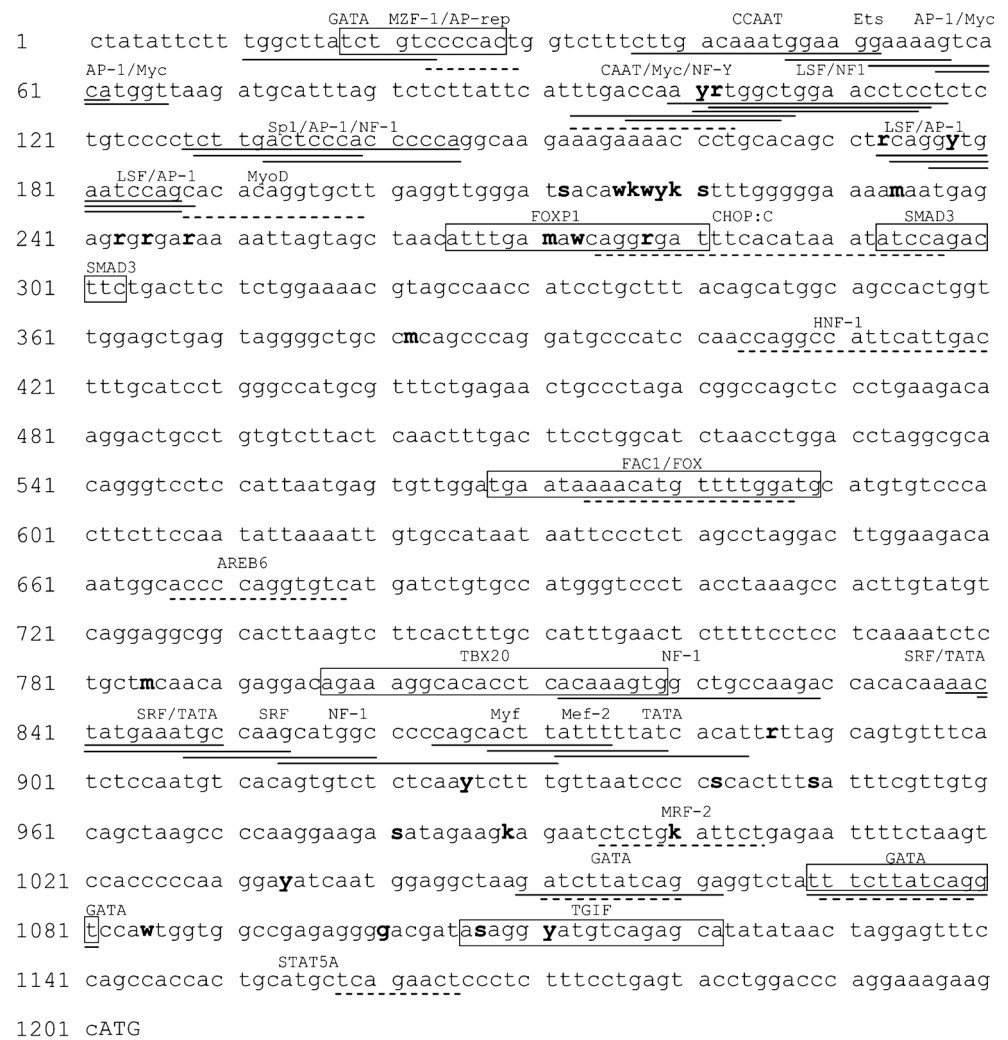 GATA MZF-1/AP-rep CCAAT Ets AP-1/Myc
1 ctatattctt tggcttatct gtccccactg gtctttcttg acaaatggaa ggaaaagtca
AP-1/Myc CAAT/Myc/NF-Y LSF/NF1
61 catggttaag atgcatttag tctcttattc atttgaccaa yrtggctgga acctcctctc
Sp1/AP-1/NF-1 LSF/AP-1
121 tgtcccctct tgactcccac cccccaggcaa gaaagaaaac cctgcacagc ctrcaggytg
LSF/AP-1 MyoD
181 aatccagcac acaggtgctt gaggttggga tsacawkwyk stttggggga aaamaatgag
FOXP1 CHOP:C SMAD3
241 agrgrgaraa aattagtagc taacatttga mawcaggrga tttcacataa atatccagac
SMAD3
301 ttctgacttc tctggaaaac gtagccaacc atcctgcttt acagcatggc agccactggt
361 tggagctgag taggggctgc cmcagcccag gatgcccatc ccaaccaggcc attcattgac
HNF-1
421 tttgcatcct gggccatgcg tttctgagaa ctgccctaga cggccagctc cctgaagaca
481 aggactgcct gtgtcttact caactttgac ttcctggcat ctaacctgga cctaggcgca
FAC1/FOX
541 cagggtcctc cattaatgag tgttggatga ataaaacatg ttttggatgc atgtgtccca
601 cttcttccaa tattaaaatt gtgccataat aattccctct agcctaggac ttggaagaca
AREB6
661 aatggcaccc caggtgtcat gatctgtgcc atgggtccct acctaaagcc acttgtatgt
721 caggaggcgg cacttaagtc ttcactttgc catttgaact cttttcctcc tcaaaatctc
TBX20 NF-1 SRF/TATA
781 tgctmcaaca gaggacagaa aggcacacct cacaaagtgg ctgccaagac cacacaaaac
SRF/TATA SRF NF-1 Myf Mef-2 TATA
841 tatgaaatgc caagcatggc ccccagcact tatttttatc acattrttag cagtgtttca
901 tctccaatgt cacagtgtct ctcaaytctt tgttaatccc cscactttsa tttcgttgtg
MRF-2
961 cagctaagcc ccaaggaaga satagaagka gaatctctgk attctgagaa ttttctaagt
GATA GATA
1021 ccacccccaa ggayatcaat ggaggctaag atcttatcag gaggtctatt tcttatcagg
GATA TGIF
1081 tccawtggtg gccgagaggg gacgatasag gyatgtcagag catatataact aggagtttc
STAT5A
1141 cagccaccac tgcatgctca gaactccctc tttcctgagt acctggaccc aggaaagaag
1201 cATG